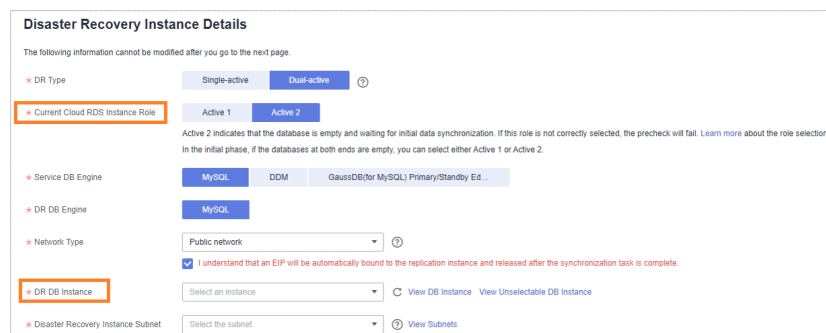 Disaster Recovery Instance Details
The following information cannot be modified after you go to the next page.
* DR Type Single-active Dual-active ?
* Current Cloud RDS Instance Role Active 1 Active 2
Active 2 indicates that the database is empty and waiting for initial data synchronization. If this role is not correctly selected, the precheck will fail. Learn more about the role selection
In the initial phase, if the databases at both ends are empty, you can select either Active 1 or Active 2.
* Service DB Engine MySQL DDM GaussDB(for MySQL) Primary/Standby Ed...
* DR DB Engine MySQL
* Network Type Public network ?
I understand that an EIP will be automatically bound to the replication instance and released after the synchronization task is complete.
* DR DB Instance Select an instance View DB Instance View Unselectable DB Instance
* Disaster Recovery Instance Subnet Select the subnet ? View Subnets